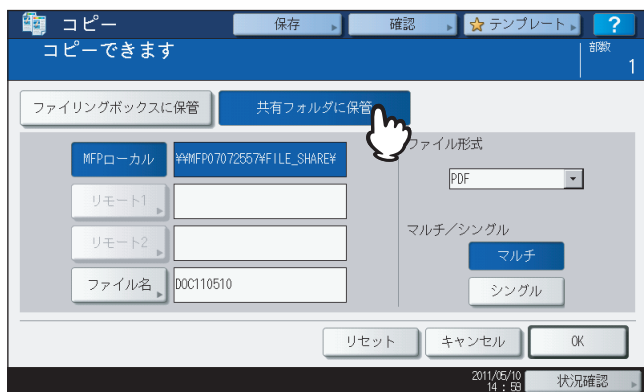 コピー
保存
確認
テンプレート
?
コピーできます
部数
1
ファイリングボックスに保管
共有フォルダに保管
MFPローカル
¥¥MFP07072557¥FILE_SHARE¥
ファイル形式
PDF
リモート1
リモート2
マルチ/シングル
マルチ
ファイル名
DOC110510
シングル
リセット
キャンセル
OK
2011/05/10
14:59
状況確認